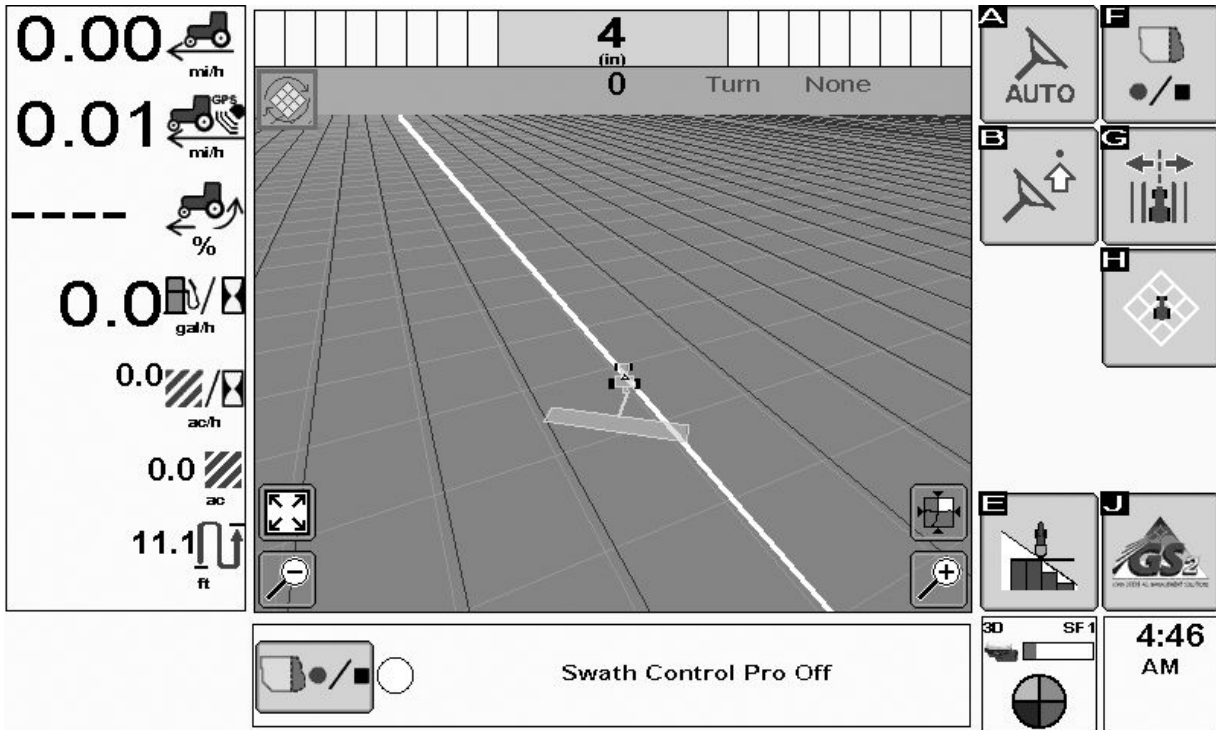 0.00
mi/h
0.01
GPS
mi/h
----
%
0.0
gal/h
0.0
ac/h
0.0
ac
11.1
ft
4
(in)
0 Turn None
Swath Control Pro Off
A
AUTO
F
B
G
H
E
J
GS2
3D SF1
4:46
AM